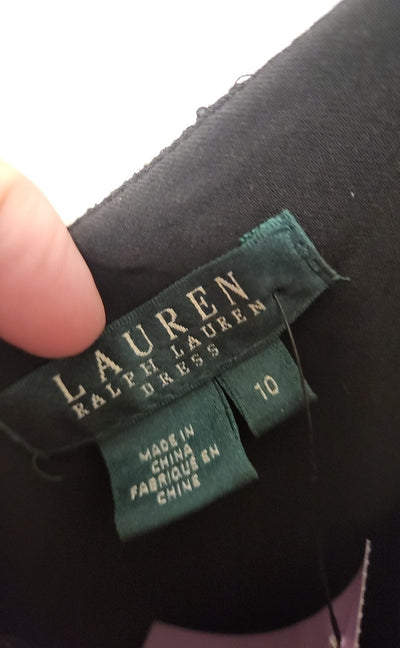 LAUREN
RALPH LAUREN
DRESS
10
MADE IN
CHINA
FABRIQUE EN
CHINE